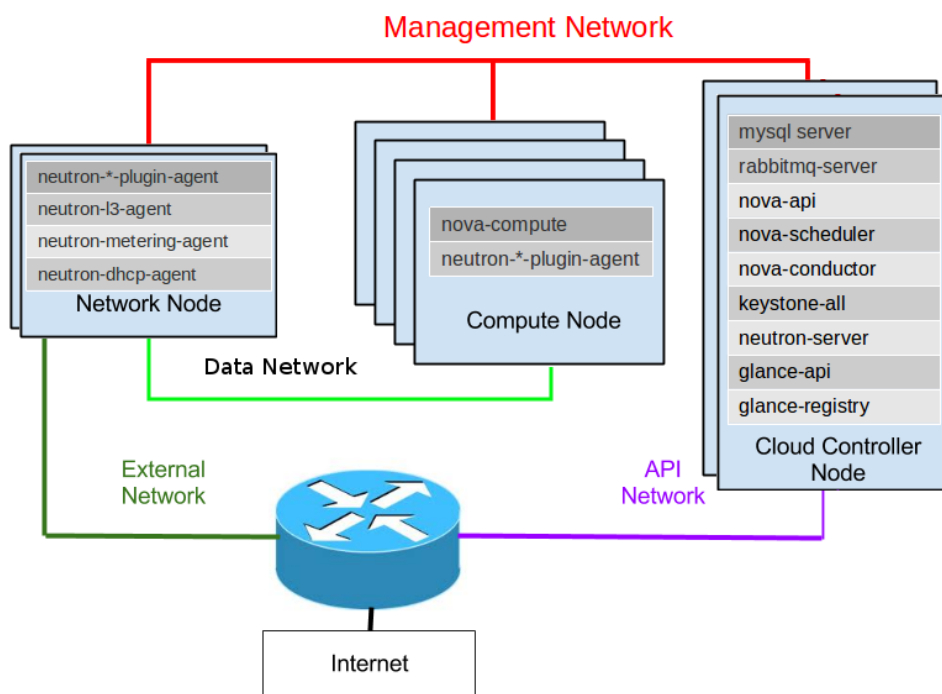 Management Network
neutron-*-plugin-agent
neutron-l3-agent
neutron-metering-agent
neutron-dhcp-agent
Network Node
nova-compute
neutron-*-plugin-agent
Compute Node
mysql server
rabbitmq-server
nova-api
nova-scheduler
nova-conductor
keystone-all
neutron-server
glance-api
glance-registry
Cloud Controller
Node
Data Network
External
Network
API
Network
Internet